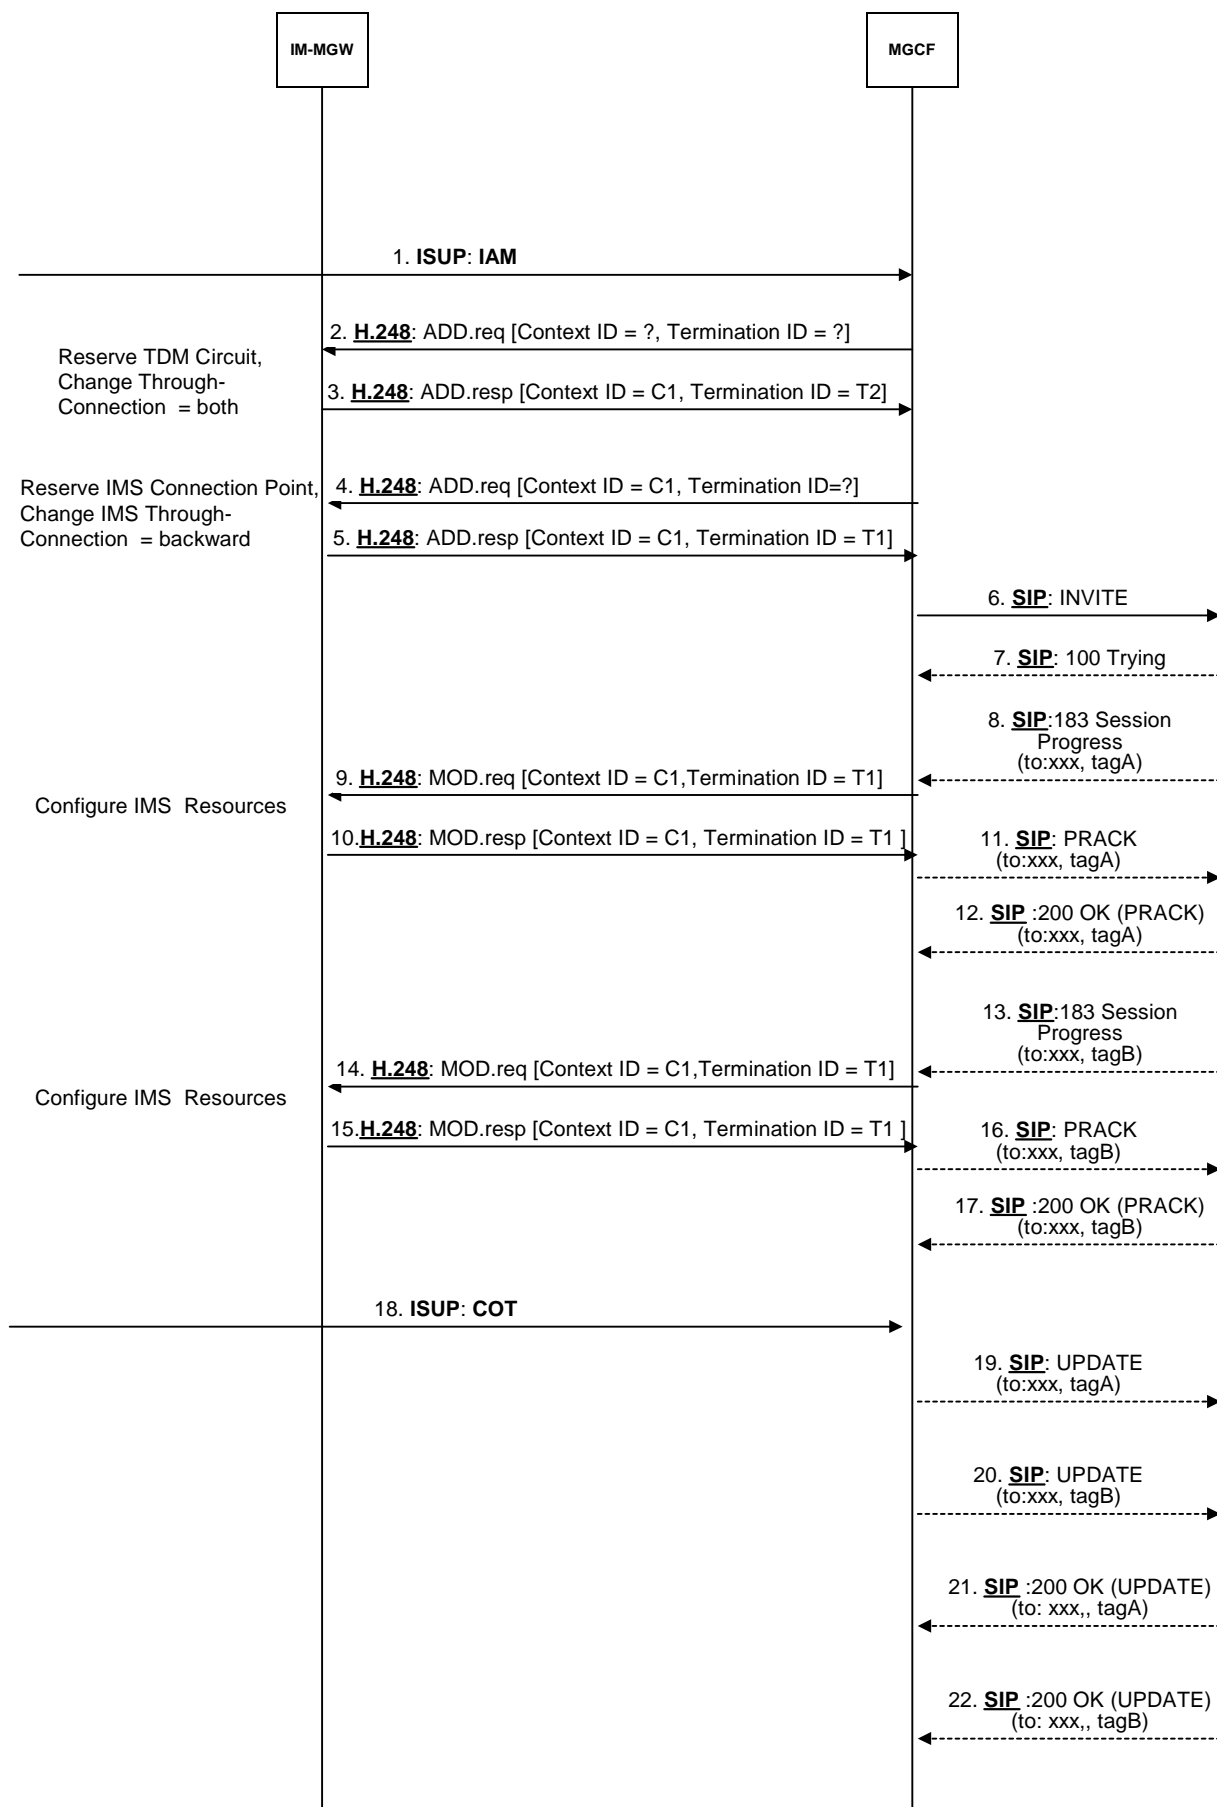 IM-MGW
MGCF
1. ISUP: IAM
2. H.248: ADD.req [Context ID = ?, Termination ID = ?]
Reserve TDM Circuit,
Change Through-
Connection = both
3. H.248: ADD.resp [Context ID = C1, Termination ID = T2]
Reserve IMS Connection Point,
Change IMS Through-
Connection = backward
4. H.248: ADD.req [Context ID = C1, Termination ID=?]
5. H.248: ADD.resp [Context ID = C1, Termination ID = T1]
6. SIP: INVITE
7. SIP: 100 Trying
8. SIP:183 Session
Progress
(to:xxx, tagA)
9. H.248: MOD.req [Context ID = C1,Termination ID = T1]
Configure IMS Resources
10.H.248: MOD.resp [Context ID = C1, Termination ID = T1 ]
11. SIP: PRACK
(to:xxx, tagA)
12. SIP :200 OK (PRACK)
(to:xxx, tagA)
13. SIP:183 Session
Progress
(to:xxx, tagB)
14. H.248: MOD.req [Context ID = C1,Termination ID = T1]
Configure IMS Resources
15.H.248: MOD.resp [Context ID = C1, Termination ID = T1 ]
16. SIP: PRACK
(to:xxx, tagB)
17. SIP :200 OK (PRACK)
(to:xxx, tagB)
18. ISUP: COT
19. SIP: UPDATE
(to:xxx, tagA)
20. SIP: UPDATE
(to:xxx, tagB)
21. SIP :200 OK (UPDATE)
(to: xxx,, tagA)
22. SIP :200 OK (UPDATE)
(to: xxx,, tagB)